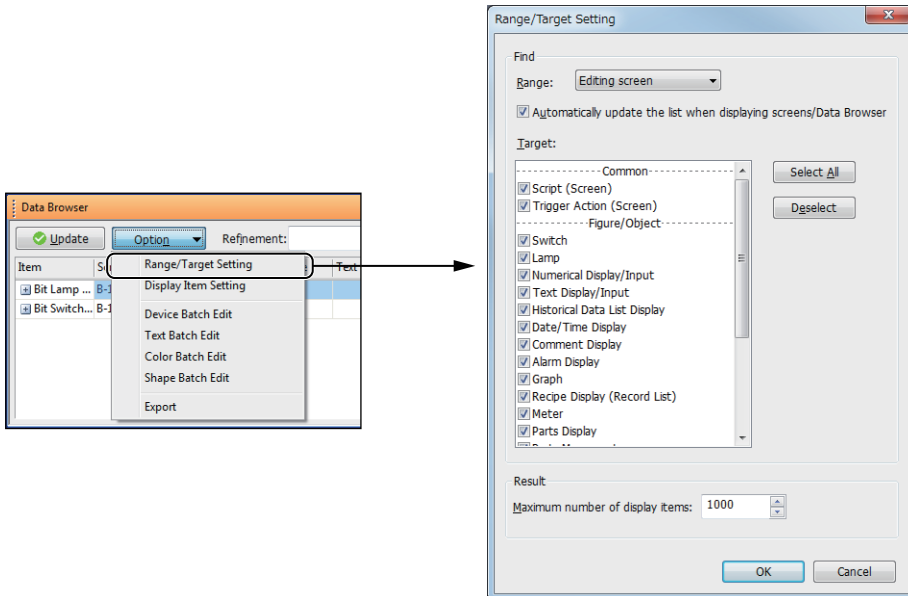 Data Browser
Update Option Refinement:
Item Text
Bit Lamp ... B-1
Bit Switch... B-1
Range/Target Setting
Display Item Setting
Device Batch Edit
Text Batch Edit
Color Batch Edit
Shape Batch Edit
Export
Range/Target Setting
Find
Range: Editing screen
Automatically update the list when displaying screens/Data Browser
Target:
Common
Script (Screen)
Trigger Action (Screen)
Figure/Object
Switch
Lamp
Numerical Display/Input
Text Display/Input
Historical Data List Display
Date/Time Display
Comment Display
Alarm Display
Graph
Recipe Display (Record List)
Meter
Parts Display
Select All
Deselect
Result
Maximum number of display items: 1000
OK Cancel